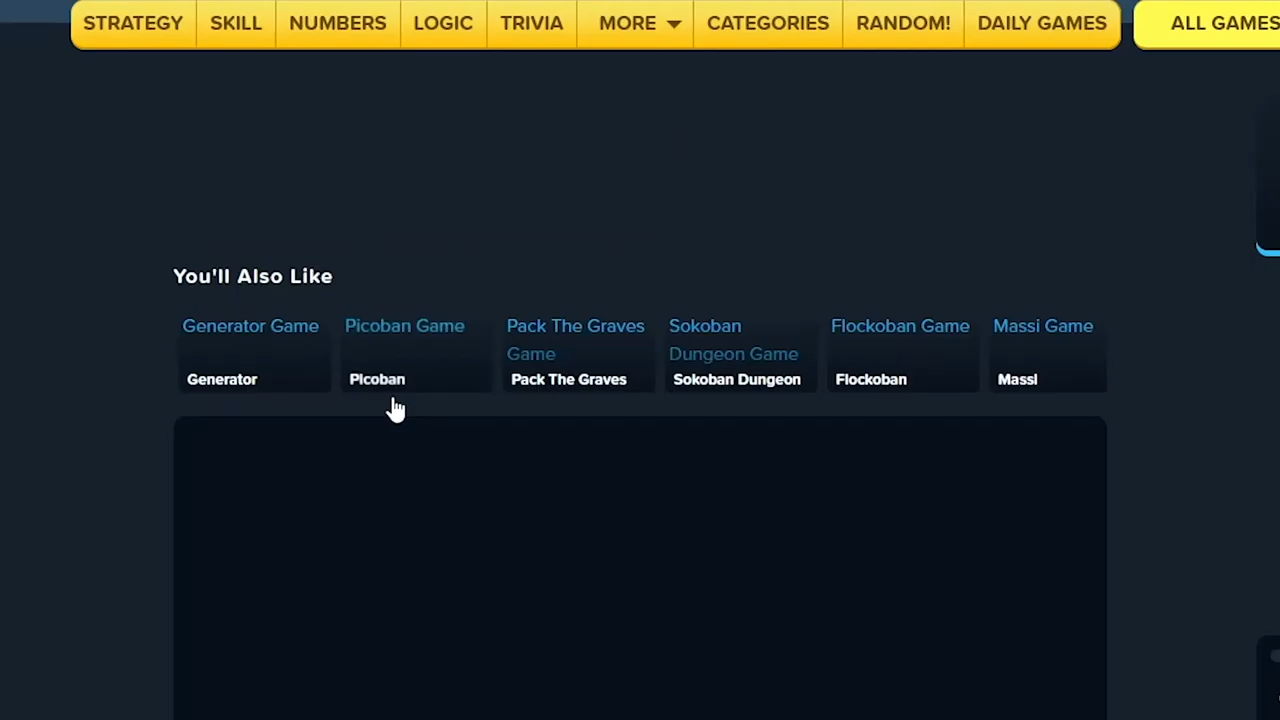 STRATEGY SKILL NUMBERS LOGIC TRIVIA MORE CATEGORIES RANDOM! DAILY GAMES ALL GAMES
You'll Also Like
Generator Game Picoban Game Pack The Graves Sokoban Flockoban Game Massi Game
Game Dungeon Game
Generator Picoban Pack The Graves Sokoban Dungeon Flockoban Massi